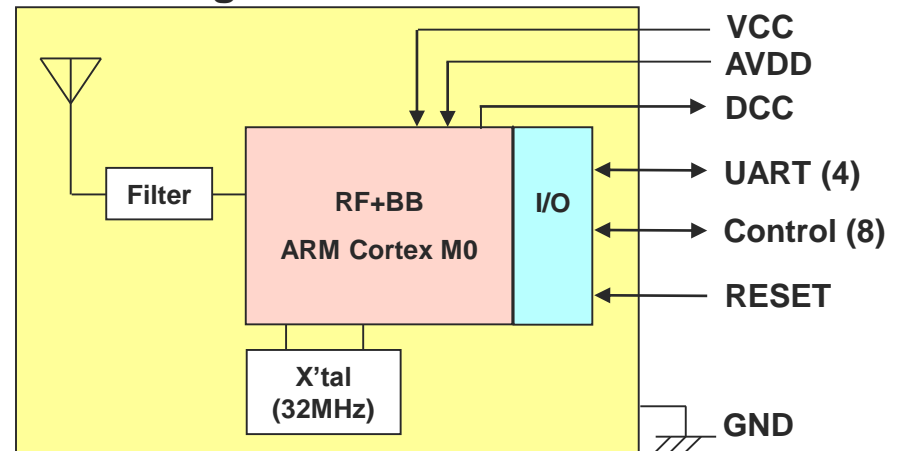 VCC
AVDD
DCC
Filter
RF+BB
ARM Cortex M0
I/O
UART (4)
Control (8)
RESET
X’tal
(32MHz)
GND